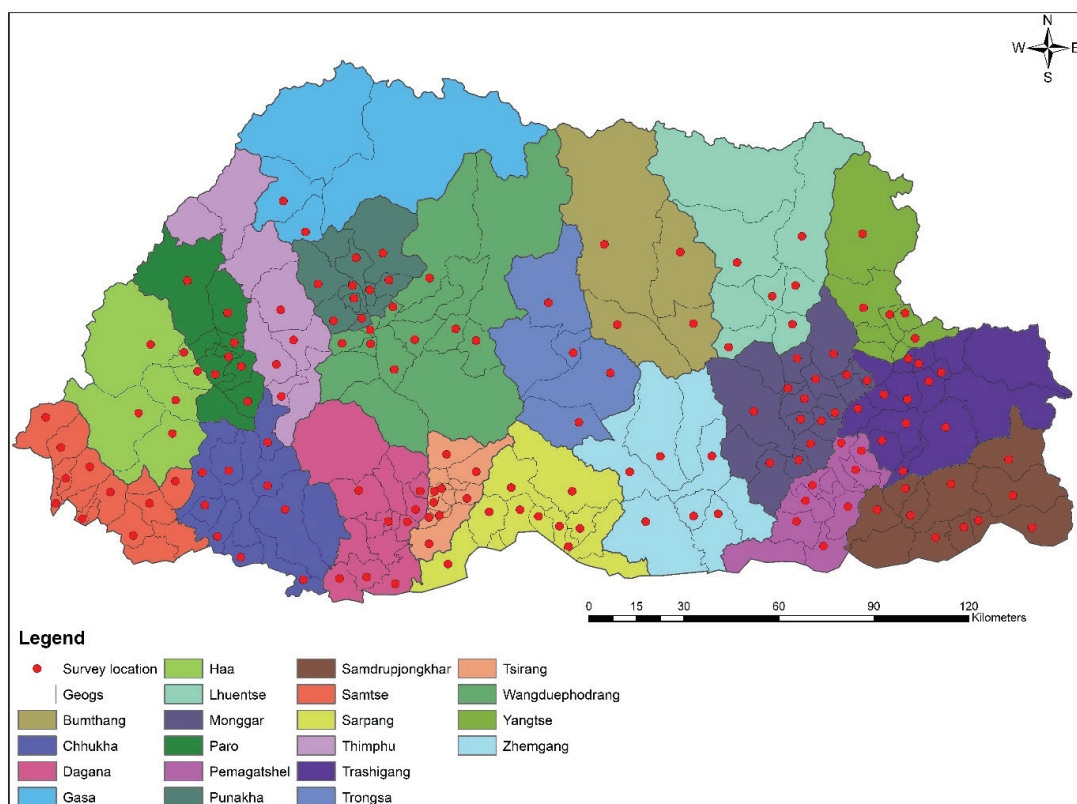 N
W E
S
0 15 30 60 90 120
Kilometers
Legend
Survey location
Geogs
Bumthang
Chhukha
Dagana
Gasa
Haa
Lhuentse
Monggar
Paro
Pemagatshel
Punakha
Samdrupjongkhar
Samtse
Sarpang
Thimphu
Trashigang
Trongsa
Tsirang
Wangduephodrang
Yangtse
Zhemgang